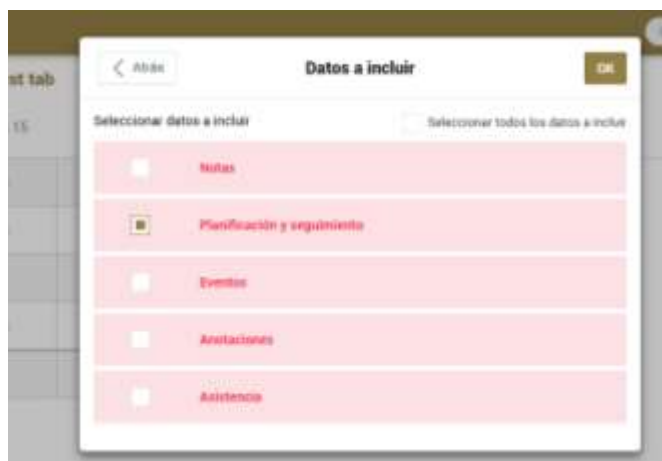 Atrás
Datos a incluir
OK
st tab
15
Seleccionar datos a incluir
Seleccionar todos los datos a incluir
Notas
Planificación y seguimiento
Eventos
Anotaciones
Asistencia